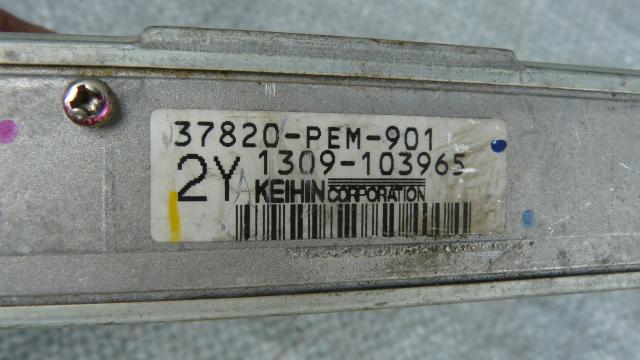 37820-PEM-901
2Y 1309-103965
KEIHIN CORPORATION